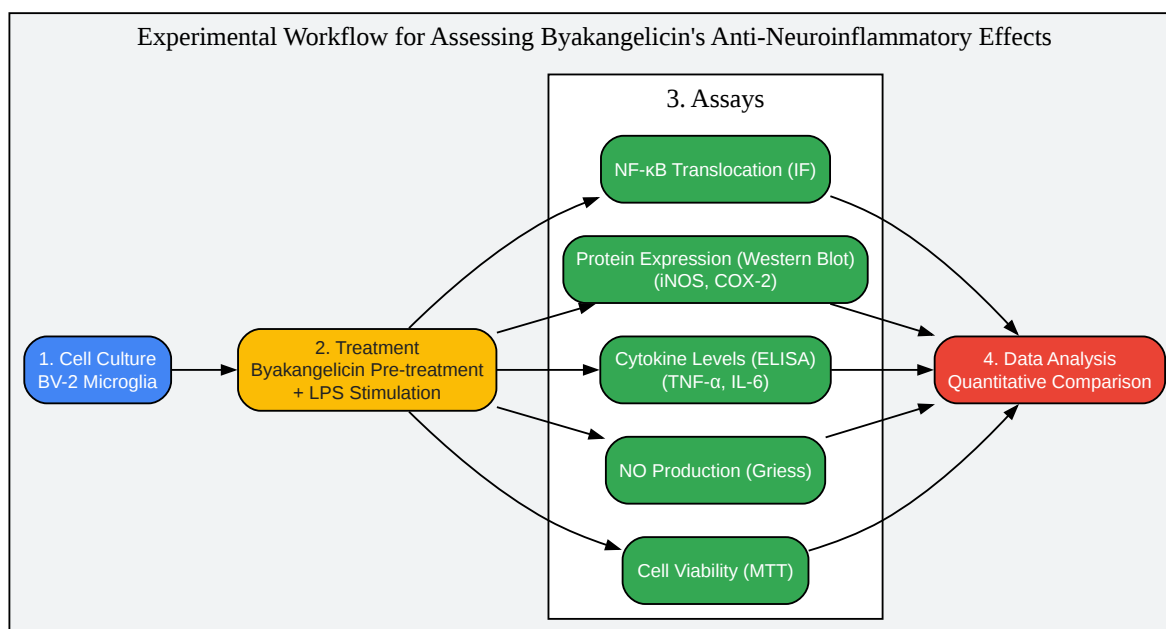 Experimental Workflow for Assessing Byakangelicin's Anti-Neuroinflammatory Effects
1. Cell Culture
BV-2 Microglia
2. Treatment
Byakangelicin Pre-treatment
+ LPS Stimulation
3. Assays
NF-κB Translocation (IF)
Protein Expression (Western Blot)
(iNOS, COX-2)
Cytokine Levels (ELISA)
(TNF-α, IL-6)
NO Production (Griess)
Cell Viability (MTT)
4. Data Analysis
Quantitative Comparison